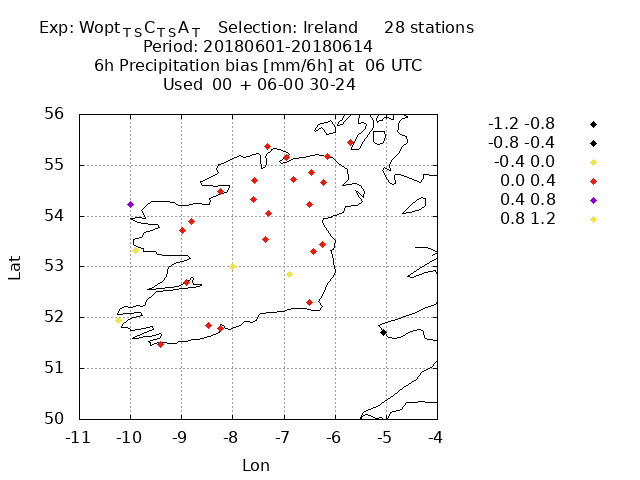 Exp: Wopt_TS C_TS A_T   Selection: Ireland   28 stations
Period: 20180601-20180614
6h Precipitation bias [mm/6h] at  06 UTC
Used  00 + 06-00 30-24
56
55
54
53
52
51
50
-11 -10 -9 -8 -7 -6 -5 -4
Lat
Lon
-1.2 -0.8
-0.8 -0.4
-0.4 0.0
0.0 0.4
0.4 0.8
0.8 1.2